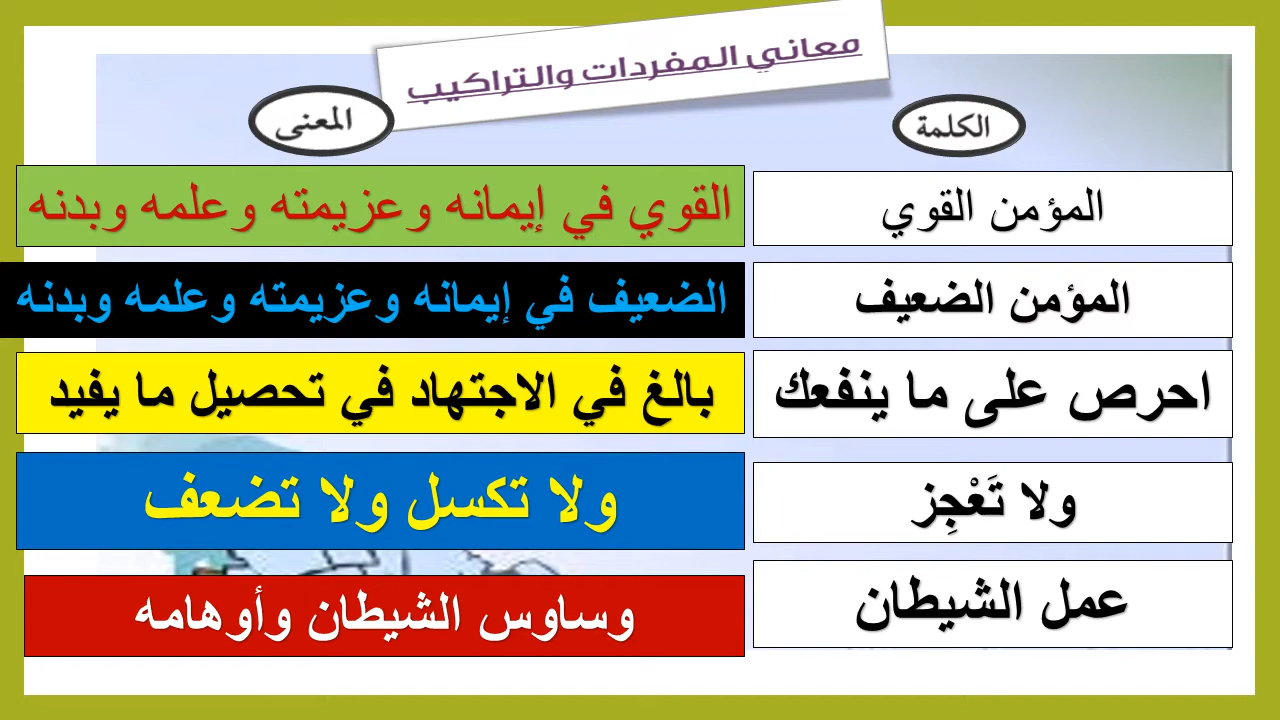 معاني المفردات والتراكيب
الكلمة
المعنى
المؤمن القوي
القوي في إيمانه وعزيمته وعلمه وبدنه
المؤمن الضعيف
الضعيف في إيمانه وعزيمته وعلمه وبدنه
احرص على ما ينفعك
بالغ في الاجتهاد في تحصيل ما يفيد
ولا تَعْجِز
ولا تكسل ولا تضعف
عمل الشيطان
وساوس الشيطان وأوهامه